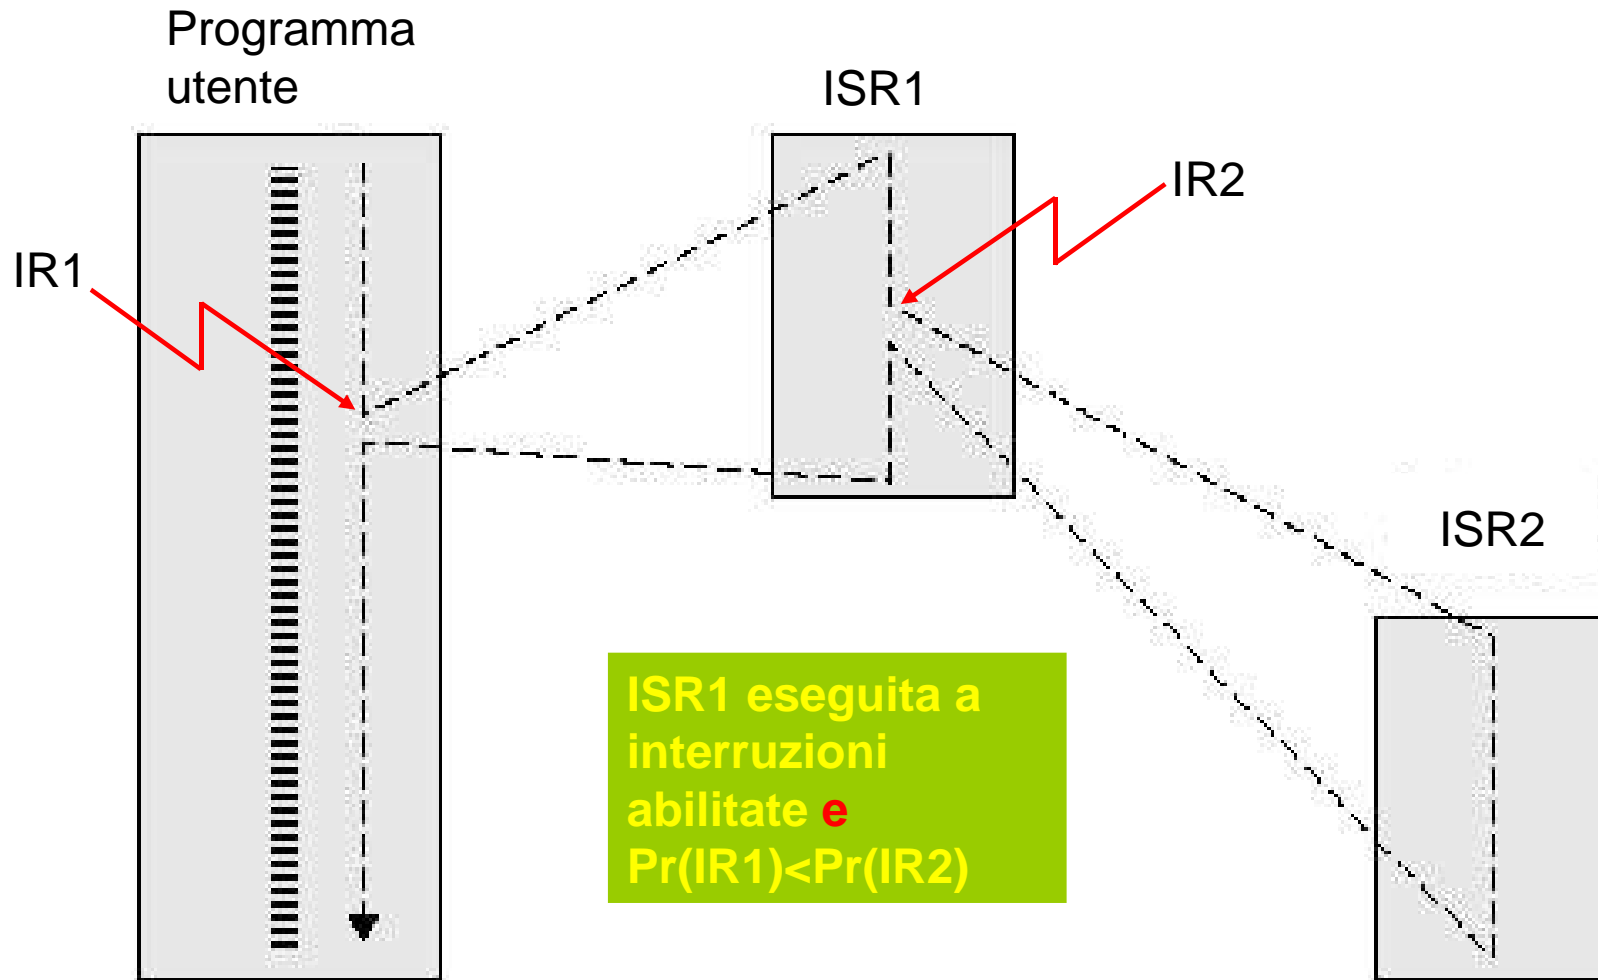 Programma
utente
ISR1
IR2
IR1
ISR2
ISR1 eseguita a
interruzioni
abilitate e
Pr(IR1)<Pr(IR2)